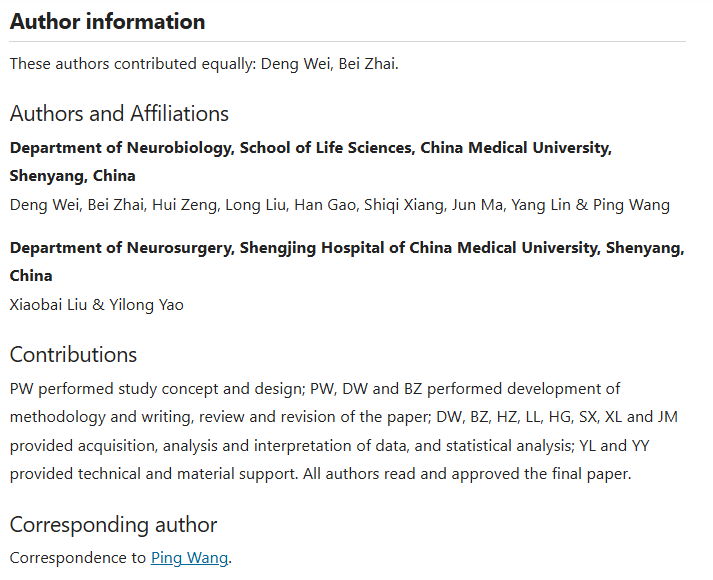 Author information
These authors contributed equally: Deng Wei, Bei Zhai.
Authors and Affiliations
Department of Neurobiology, School of Life Sciences, China Medical University,
Shenyang, China
Deng Wei, Bei Zhai, Hui Zeng, Long Liu, Han Gao, Shiqi Xiang, Jun Ma, Yang Lin & Ping Wang
Department of Neurosurgery, Shengjing Hospital of China Medical University, Shenyang,
China
Xiaobai Liu & Yilong Yao
Contributions
PW performed study concept and design; PW, DW and BZ performed development of
methodology and writing, review and revision of the paper; DW, BZ, HZ, LL, HG, SX, XL and JM
provided acquisition, analysis and interpretation of data, and statistical analysis; YL and YY
provided technical and material support. All authors read and approved the final paper.
Corresponding author
Correspondence to Ping Wang.